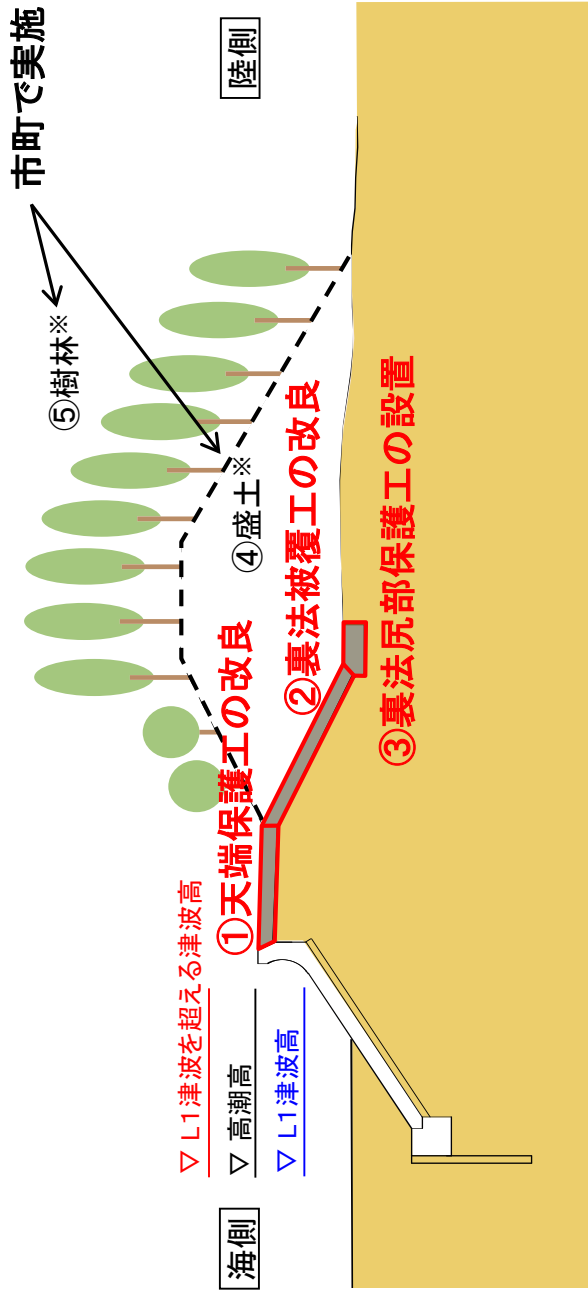 市町で実施
陸側
⑤樹林※
④盛土※
①天端保護工の改良
②裏法被覆工の改良
③裏法尻部保護工の設置
▽L1津波を超える津波高
▽高潮高
▽L1津波高
海側